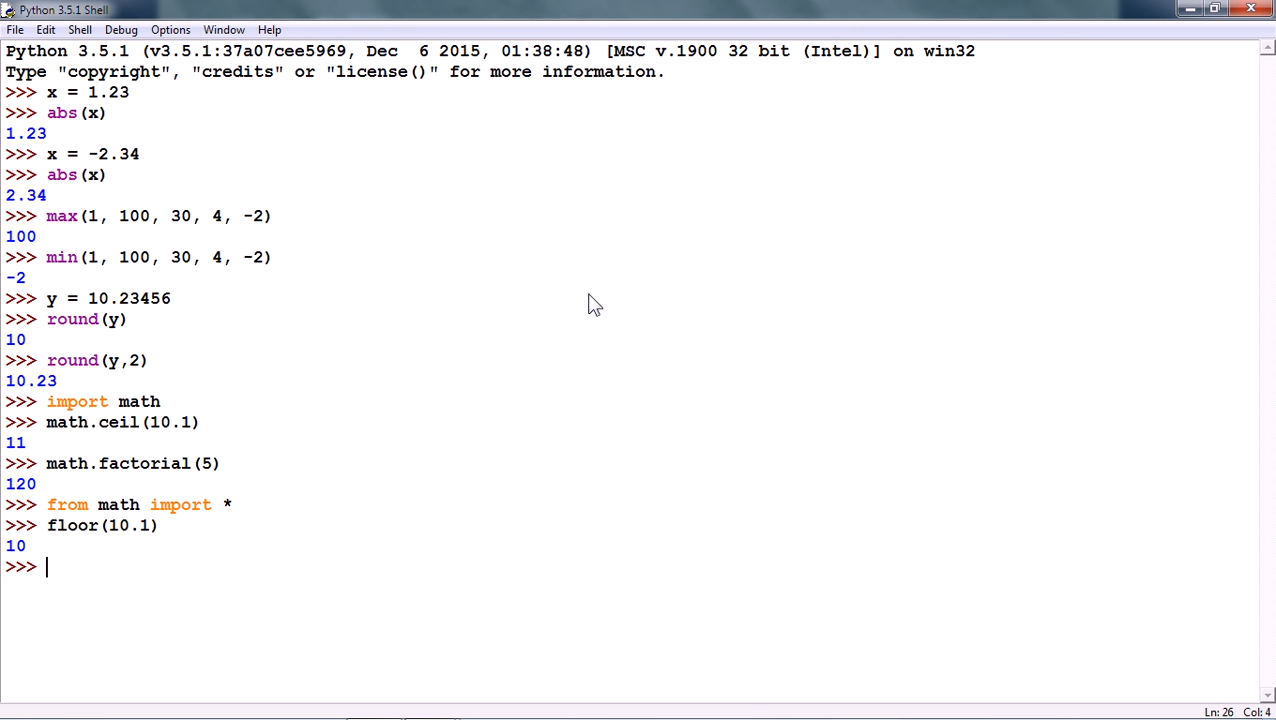 Python 3.5.1 Shell
File Edit Shell Debug Options Window Help
Python 3.5.1 (v3.5.1:37a07cee5969, Dec  6 2015, 01:38:48) [MSC v.1900 32 bit (Intel)] on win32
Type "copyright", "credits" or "license()" for more information.
>>> x = 1.23
>>> abs(x)
1.23
>>> x = -2.34
>>> abs(x)
2.34
>>> max(1, 100, 30, 4, -2)
100
>>> min(1, 100, 30, 4, -2)
-2
>>> y = 10.23456
>>> round(y)
10
>>> round(y,2)
10.23
>>> import math
>>> math.ceil(10.1)
11
>>> math.factorial(5)
120
>>> from math import *
>>> floor(10.1)
10
>>>
Ln: 26 Col: 4